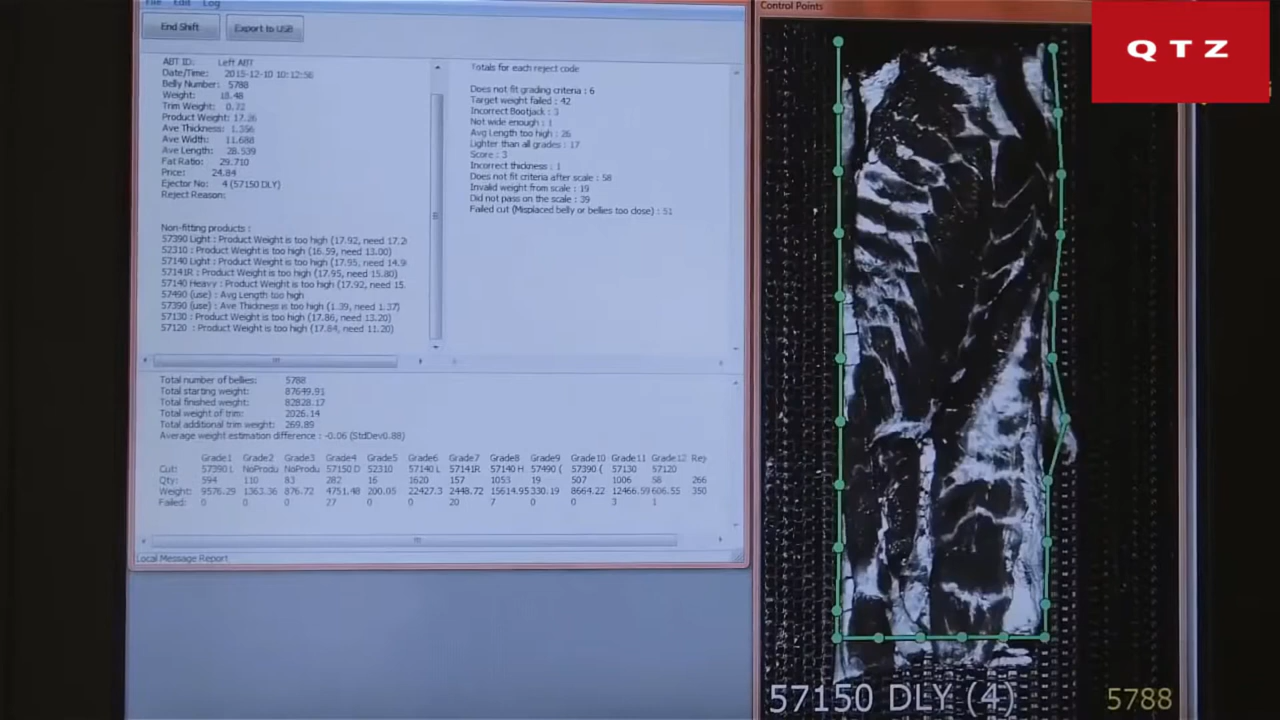 File Edit Log
End Shift Export to USB
ABT ID: Left ABT
Date/Time: 2015-12-10 10:12:56
Belly Number: 5788
Weight: 18.48
Trim Weight: 0.72
Product Weight: 17.26
Ave Thickness: 1.356
Ave Width: 11.688
Ave Length: 28.539
Fat Ratio: 29.710
Price: 24.84
Ejector No: 4 (57150 DLY)
Reject Reason:
Non-fitting products :
57390 Light : Product Weight is too high (17.92, need 17.2
52310 : Product Weight is too high (16.59, need 13.00)
57140 Light : Product Weight is too high (17.95, need 14.9
57141R : Product Weight is too high (17.95, need 15.80)
57140 Heavy : Product Weight is too high (17.92, need 15.
57490 (use) : Avg Length too high
57390 (use) : Ave Thickness is too high (1.39, need 1.37)
57130 : Product Weight is too high (17.86, need 13.20)
57120 : Product Weight is too high (17.84, need 11.20)
Totals for each reject code
Does not fit grading criteria : 6
Target weight failed : 42
Incorrect Bootjack : 3
Not wide enough : 1
Avg Length too high : 26
Lighter than all grades : 17
Score : 3
Incorrect thickness : 1
Does not fit criteria after scale : 58
Invalid weight from scale : 19
Did not pass on the scale : 39
Failed cut (Misplaced belly or bellies too close) : 51
Total number of bellies: 5788
Total starting weight: 87649.91
Total finished weight: 82828.17
Total weight of trim: 2026.14
Total additional trim weight: 269.89
Average weight estimation difference : -0.06 (StdDev0.88)
Grade1 Grade2 Grade3 Grade4 Grade5 Grade6 Grade7 Grade8 Grade9 Grade10 Grade11 Grade12 Rej
Cut: 57390 L NoProdu NoProdu 57150 D 52310 57140 L 57141R 57140 H 57490 ( 57390 ( 57130 57120
Qty: 594 110 83 282 16 1620 157 1053 19 507 1006 58 266
Weight: 9576.29 1363.36 876.72 4751.48 200.05 22427.3 2448.72 15614.95 330.19 8664.22 12466.59 606.55 350
Failed: 0 0 0 27 0 0 20 7 0 0 3 1
Local Message Report
Control Points
QTZ
57150 DLY (4) 5788